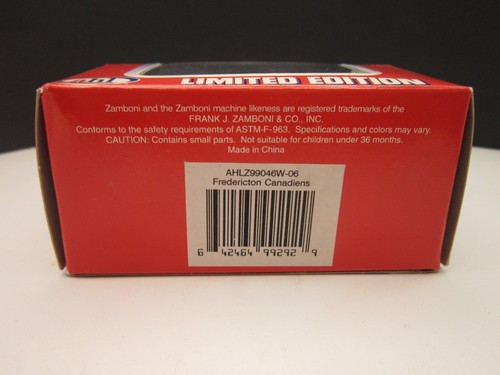 LIMITED EDITION
Zamboni and the Zamboni machine likeness are registered trademarks of the
FRANK J. ZAMBONI & CO., INC.
Conforms to the safety requirements of ASTM-F-963. Specifications and colors may vary.
CAUTION: Contains small parts. Not suitable for children under 36 months.
Made in China
AHLZ99046W-06
Fredericton Canadiens
6 42464 99292 9